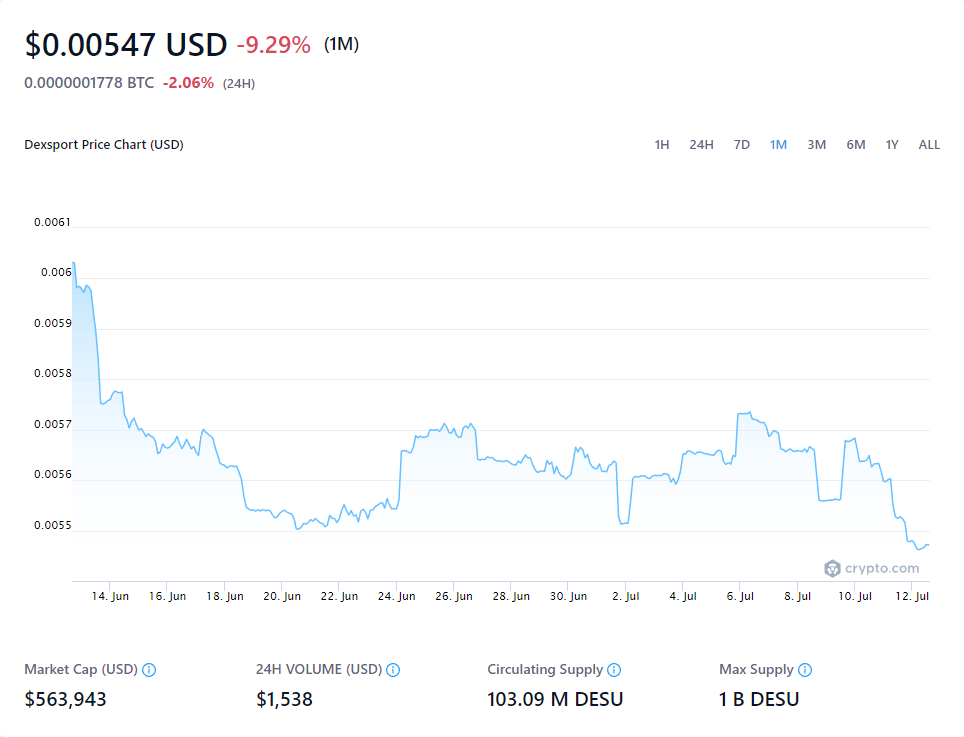 $0.00547 USD -9.29% (1M)
0.0000001778 BTC -2.06% (24H)
Dexsport Price Chart (USD) 1H 24H 7D 1M 3M 6M 1Y ALL
0.0061
0.006
0.0059
0.0058
0.0057
0.0056
0.0055
crypto.com
14. Jun 16. Jun 18. Jun 20. Jun 22. Jun 24. Jun 26. Jun 28. Jun 30. Jun 2. Jul 4. Jul 6. Jul 8. Jul 10. Jul 12. Jul
Market Cap (USD) 24H VOLUME (USD) Circulating Supply Max Supply
$563,943 $1,538 103.09 M DESU 1 B DESU